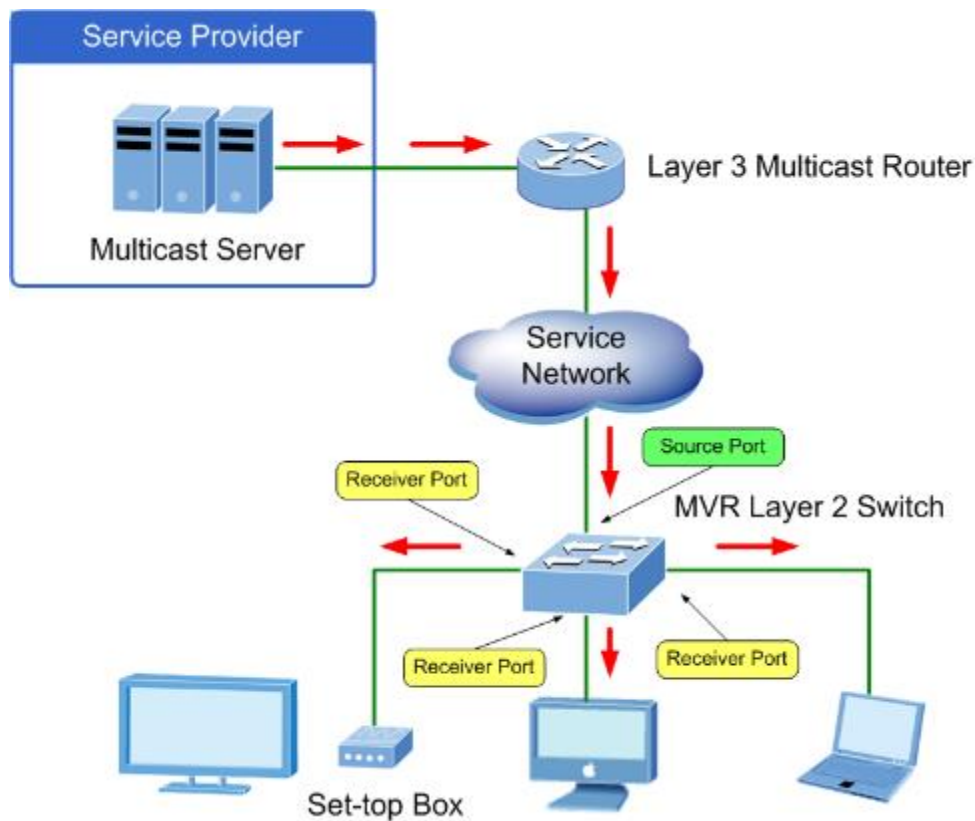 Service Provider
Multicast Server
Layer 3 Multicast Router
Service
Network
Source Port
Receiver Port
MVR Layer 2 Switch
Receiver Port
Receiver Port
Set-top Box